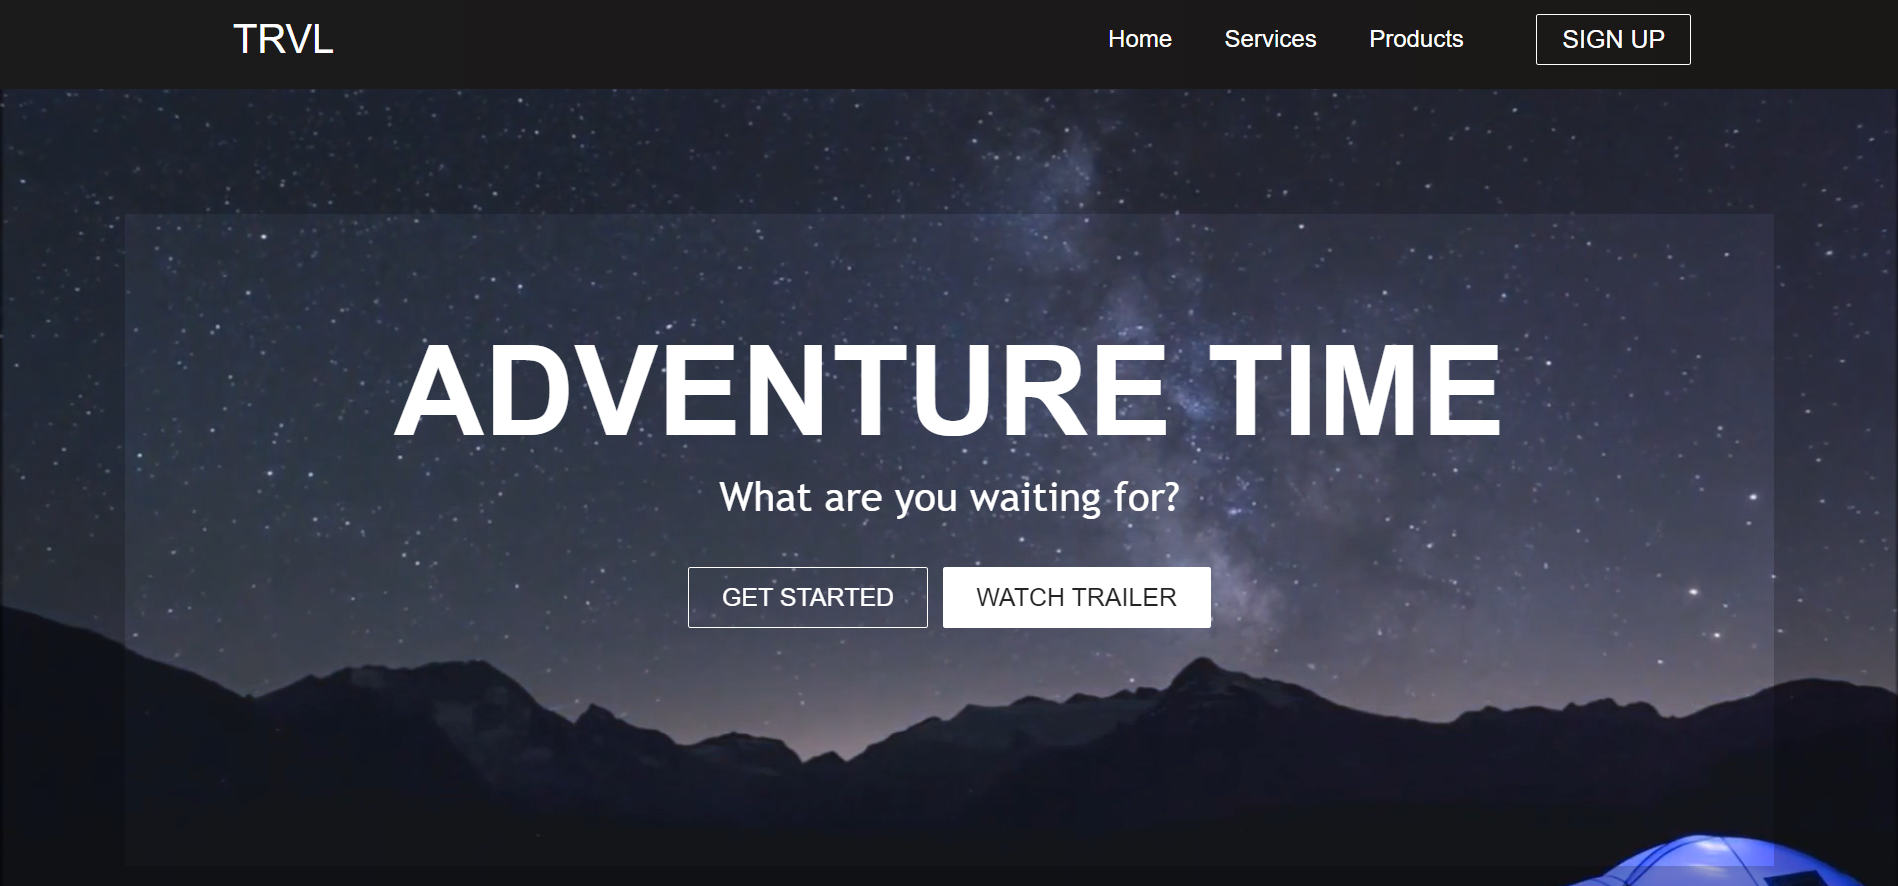 TRVL
Home Services Products SIGN UP
ADVENTURE TIME
What are you waiting for?
GET STARTED WATCH TRAILER